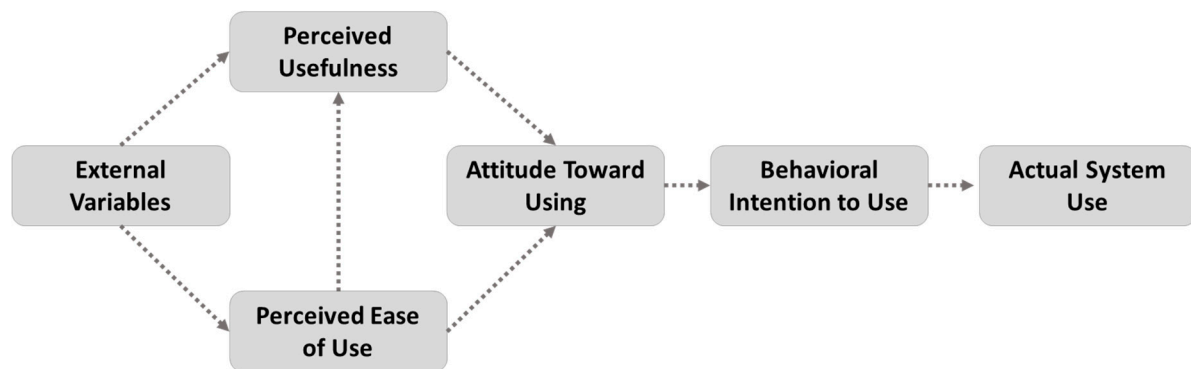 Perceived
Usefulness
External
Variables
Attitude Toward
Using
Behavioral
Intention to Use
Actual System
Use
Perceived Ease
of Use